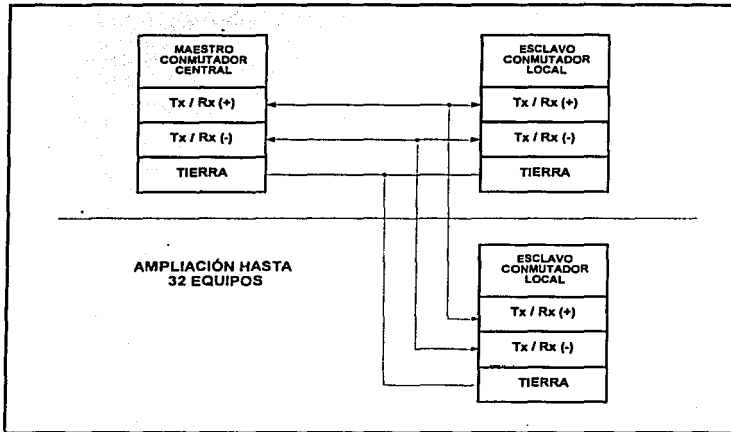 MAESTRO
CONMUTADOR
CENTRAL
Tx / Rx (+)
Tx / Rx (-)
TIERRA
ESCLAVO
CONMUTADOR
LOCAL
Tx / Rx (+)
Tx / Rx (-)
TIERRA
AMPLIACIÓN HASTA
32 EQUIPOS
ESCLAVO
CONMUTADOR
LOCAL
Tx / Rx (+)
Tx / Rx (-)
TIERRA